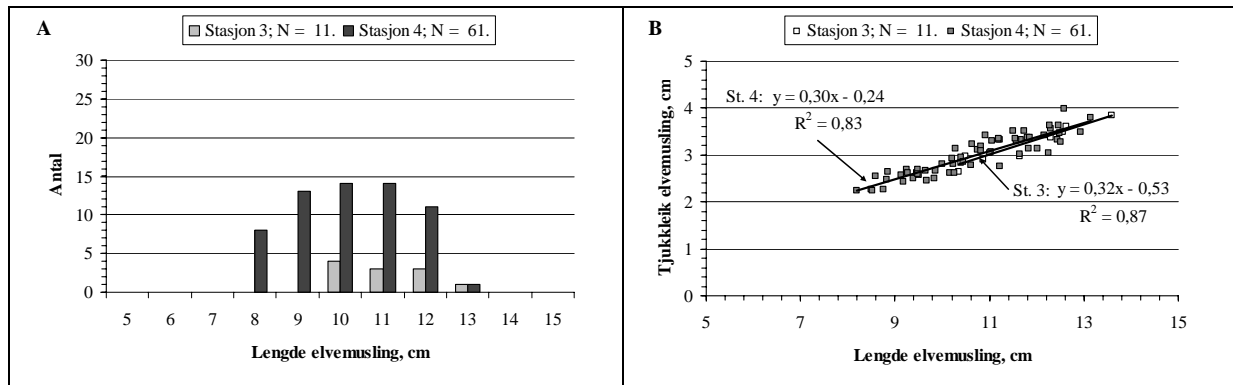 A
Stasjon 3; N = 11. Stasjon 4; N = 61.
30
25
20
15
10
5
0
Antal
5 6 7 8 9 10 11 12 13 14 15
Lengde elvemusling, cm
B
Stasjon 3; N = 11. Stasjon 4; N = 61.
5
4
3
2
1
0
Tjukkleik elvemusling, cm
St. 4: y = 0,30x - 0,24
R² = 0,83
St. 3: y = 0,32x - 0,53
R² = 0,87
5 7 9 11 13 15
Lengde elvemusling, cm